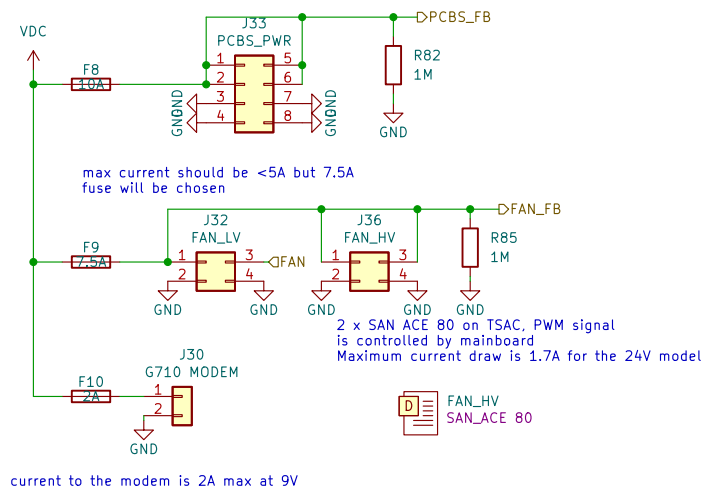 J33
PCBS_PWR
PCBS_FB
VDC
F8
10A
1
2
3
4
5
6
7
8
GND
GND
GND
GND
R82
1M
GND
max current should be <5A but 7.5A
fuse will be chosen
J32
FAN_LV
J36
FAN_HV
FAN_FB
F9
7.5A
1
2
3
4
FAN
1
2
3
4
R85
1M
GND
GND
GND
GND
GND
2 x SAN ACE 80 on TSAC, PWM signal
is controlled by mainboard
Maximum current draw is 1.7A for the 24V model
J30
G710 MODEM
F10
2A
1
2
GND
D
FAN_HV
SAN_ACE 80
current to the modem is 2A max at 9V